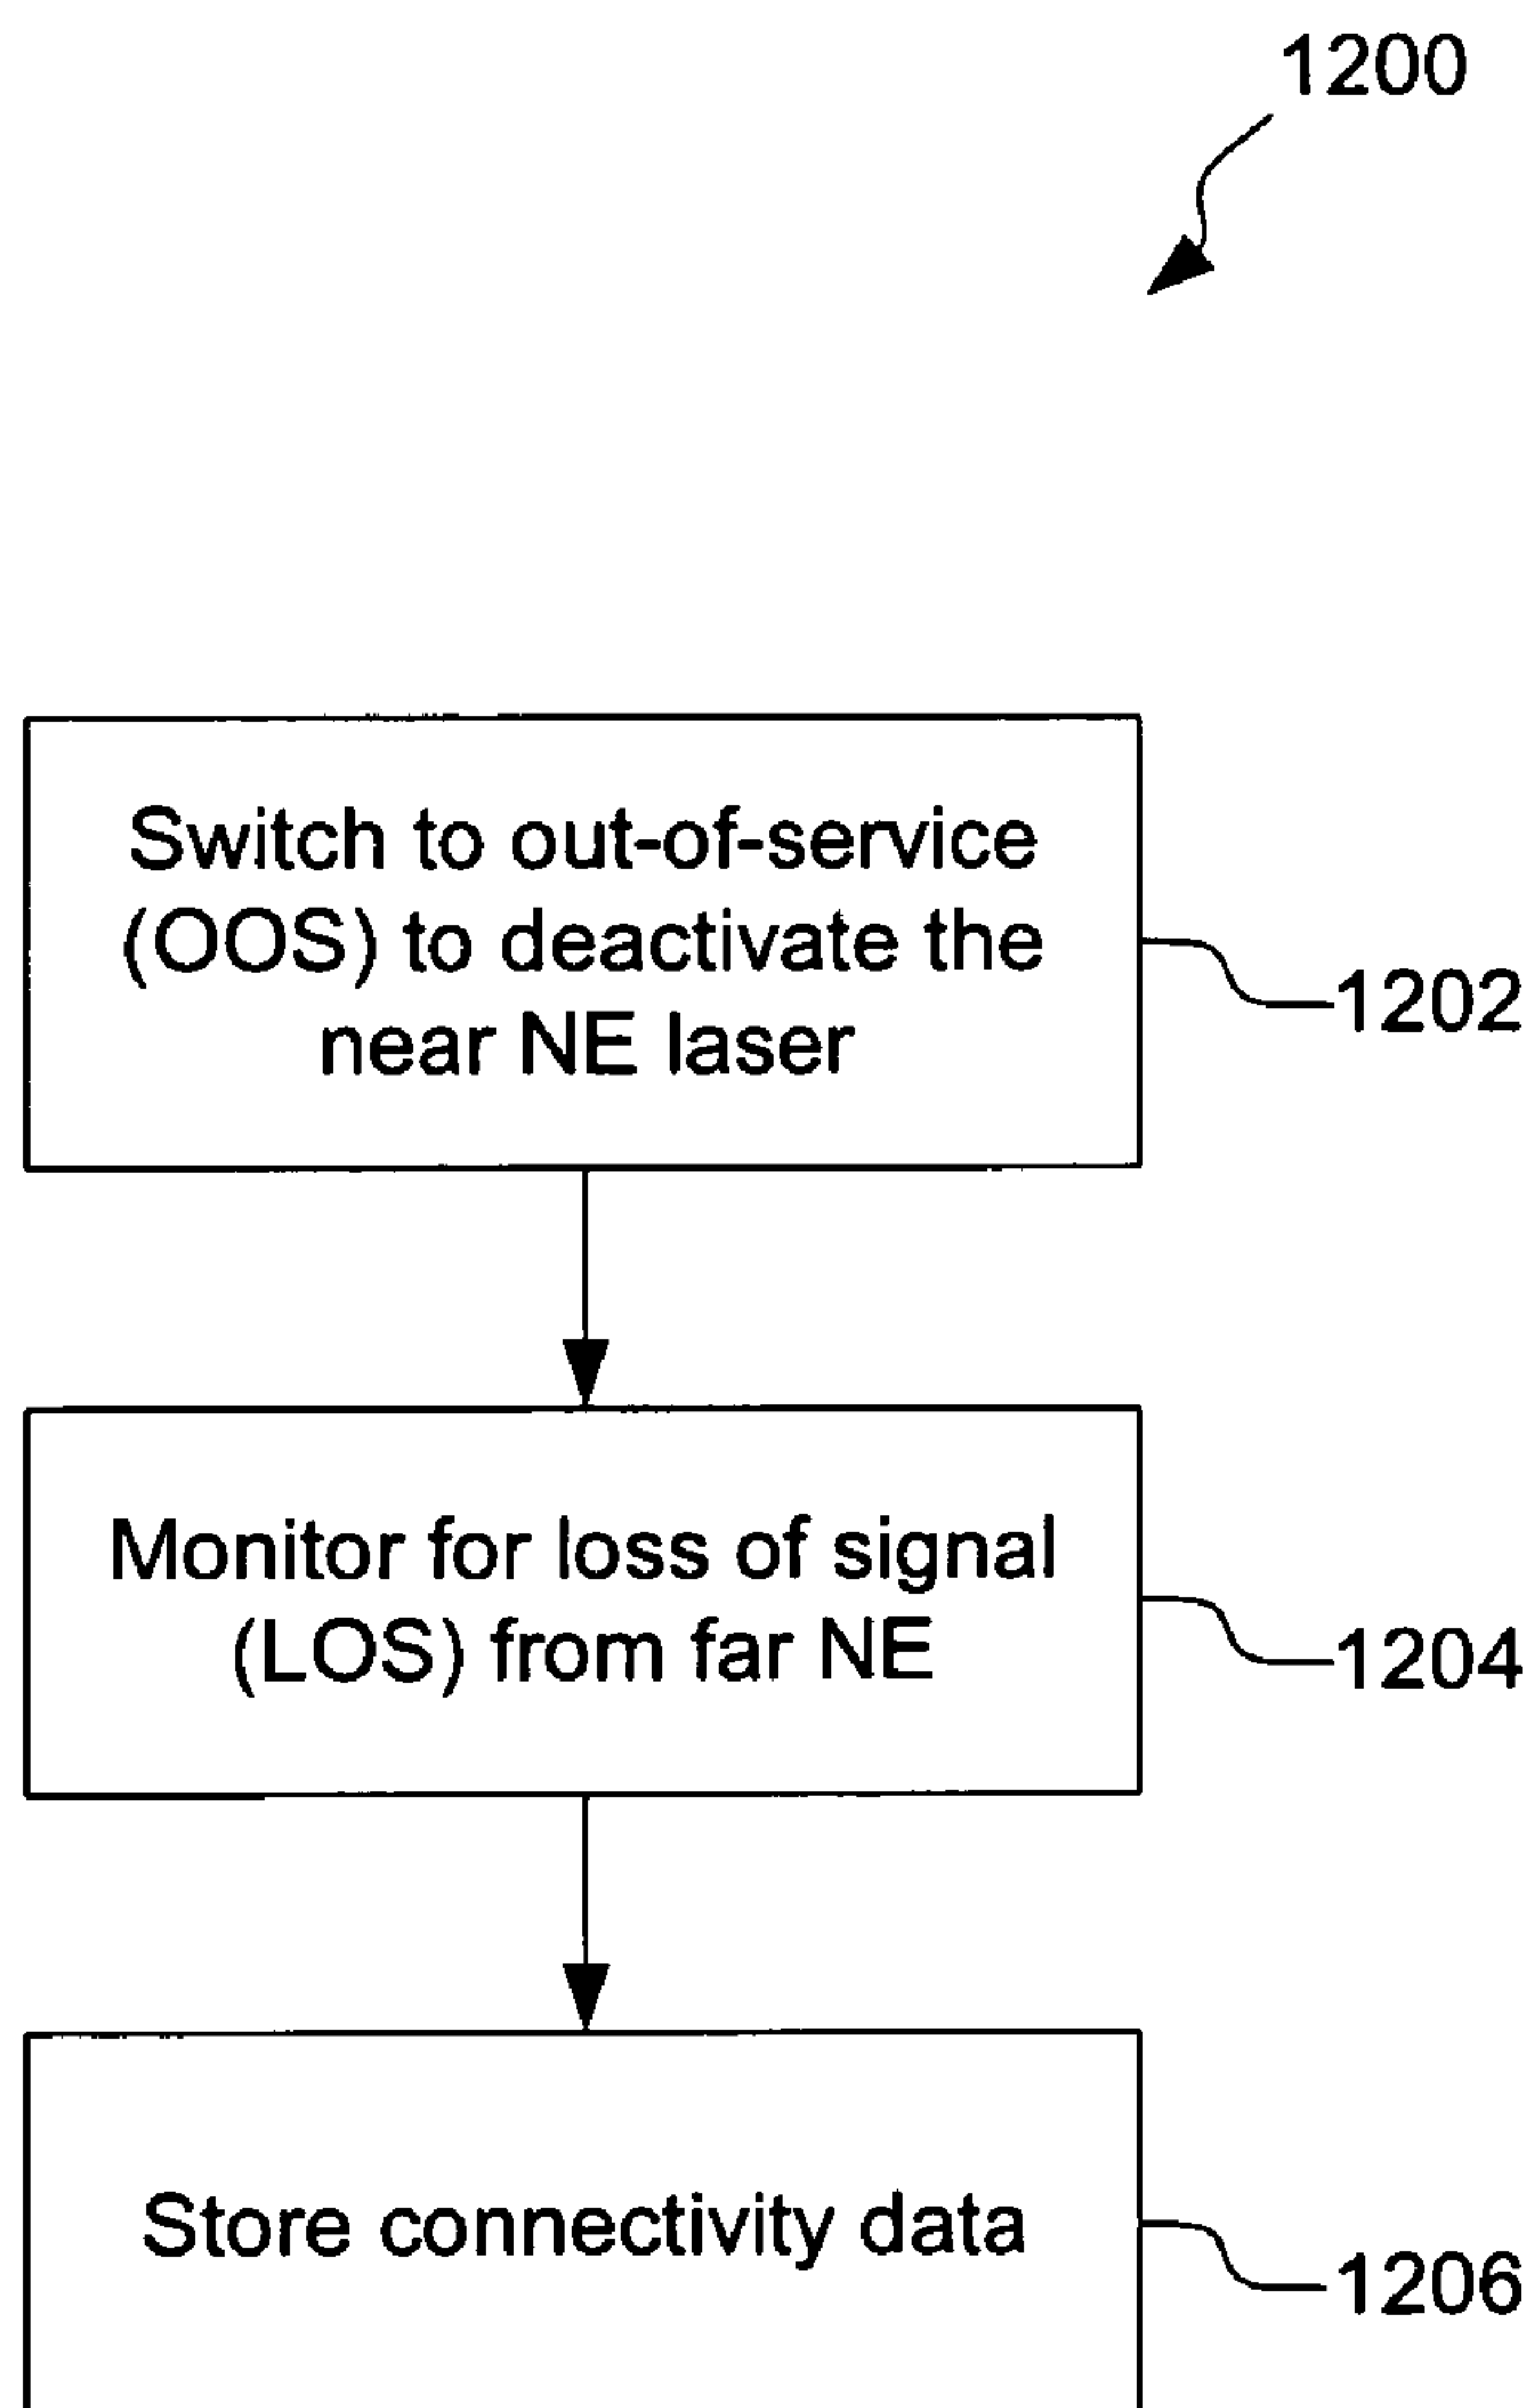 1200
Switch to out-of-service
(OOS) to deactivate the
near NE laser
1202
Monitor for loss of signal
(LOS) from far NE
1204
Store connectivity data
1206